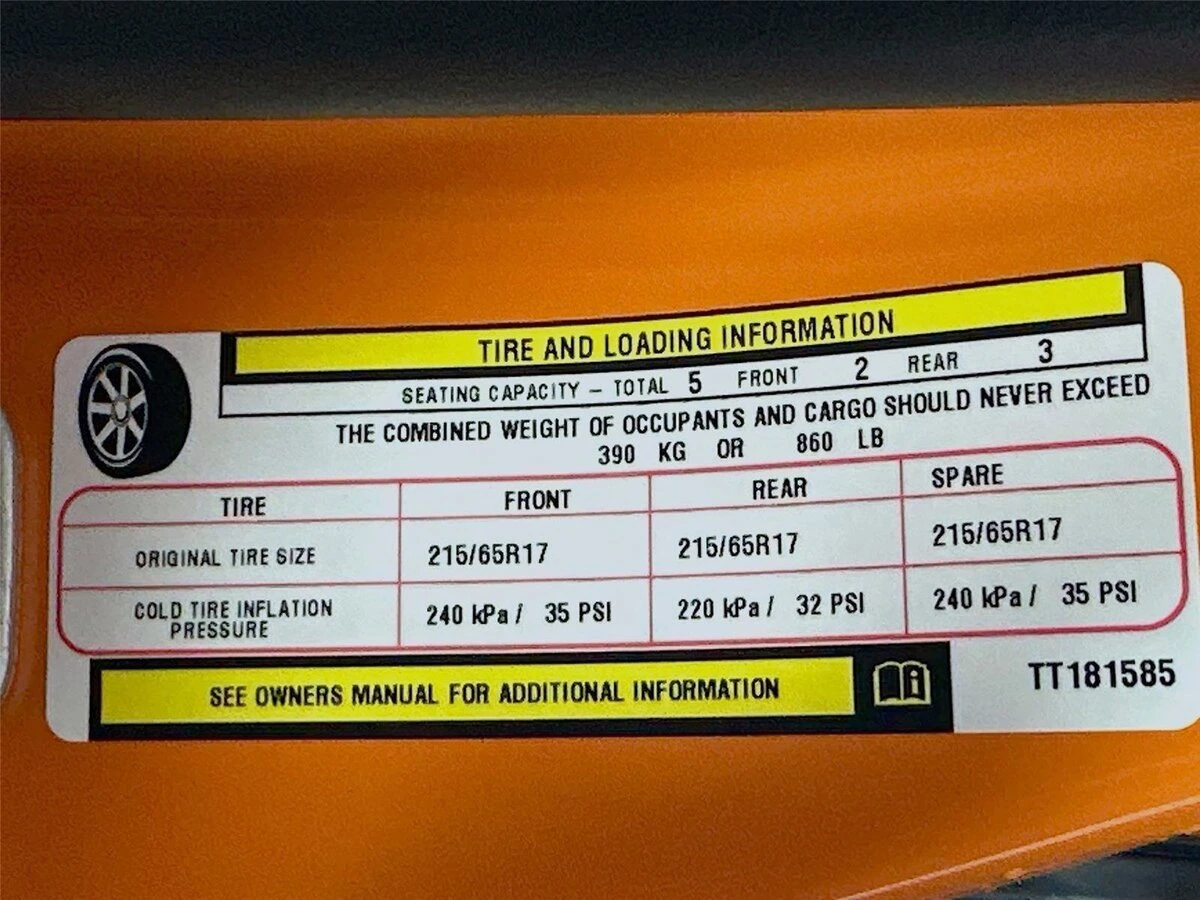 TIRE AND LOADING INFORMATION
SEATING CAPACITY – TOTAL 5 FRONT 2 REAR 3
THE COMBINED WEIGHT OF OCCUPANTS AND CARGO SHOULD NEVER EXCEED
390 KG OR 860 LB
TIRE FRONT REAR SPARE
ORIGINAL TIRE SIZE 215/65R17 215/65R17 215/65R17
COLD TIRE INFLATION
PRESSURE 240 kPa / 35 PSI 220 kPa / 32 PSI 240 kPa / 35 PSI
SEE OWNERS MANUAL FOR ADDITIONAL INFORMATION
TT181585